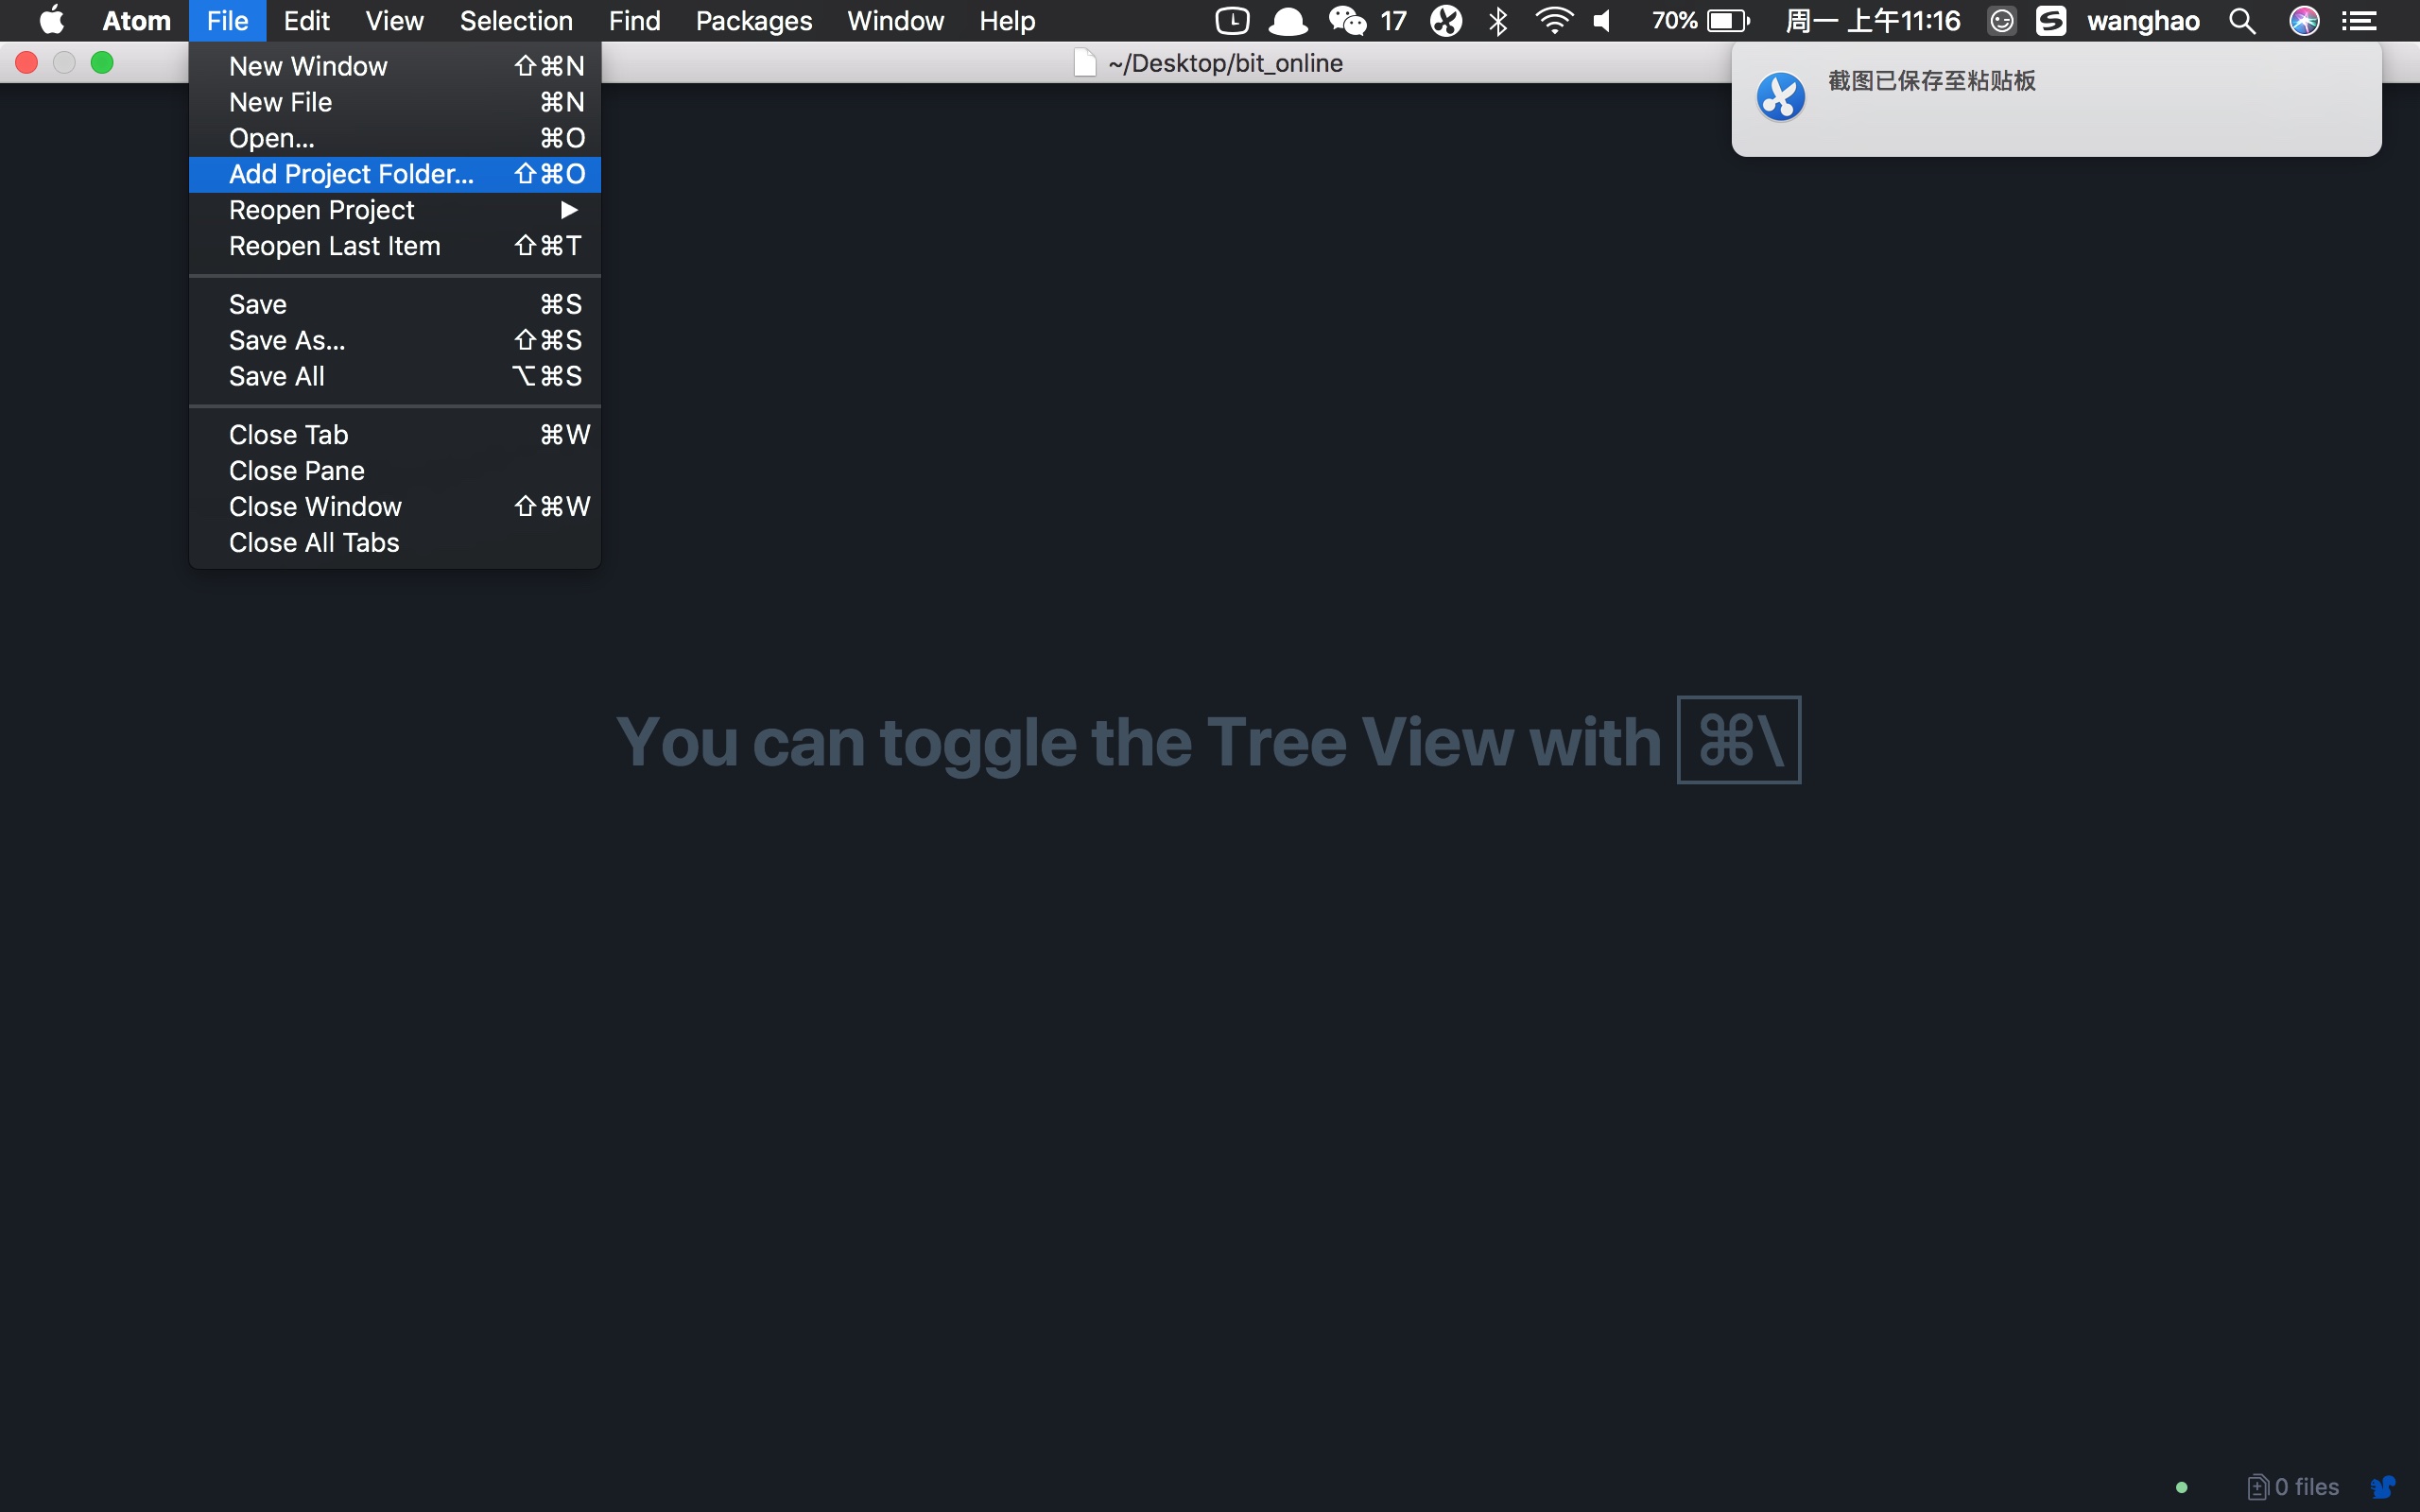 Atom File Edit View Selection Find Packages Window Help 17 70% 周一 上午11:16 wanghao
~/Desktop/bit_online
截图已保存至粘贴板
New Window ⇧⌘N
New File ⌘N
Open... ⌘O
Add Project Folder... ⇧⌘O
Reopen Project ▶
Reopen Last Item ⇧⌘T
Save ⌘S
Save As... ⇧⌘S
Save All ⌥⌘S
Close Tab ⌘W
Close Pane
Close Window ⇧⌘W
Close All Tabs
You can toggle the Tree View with ⌘\
0 files